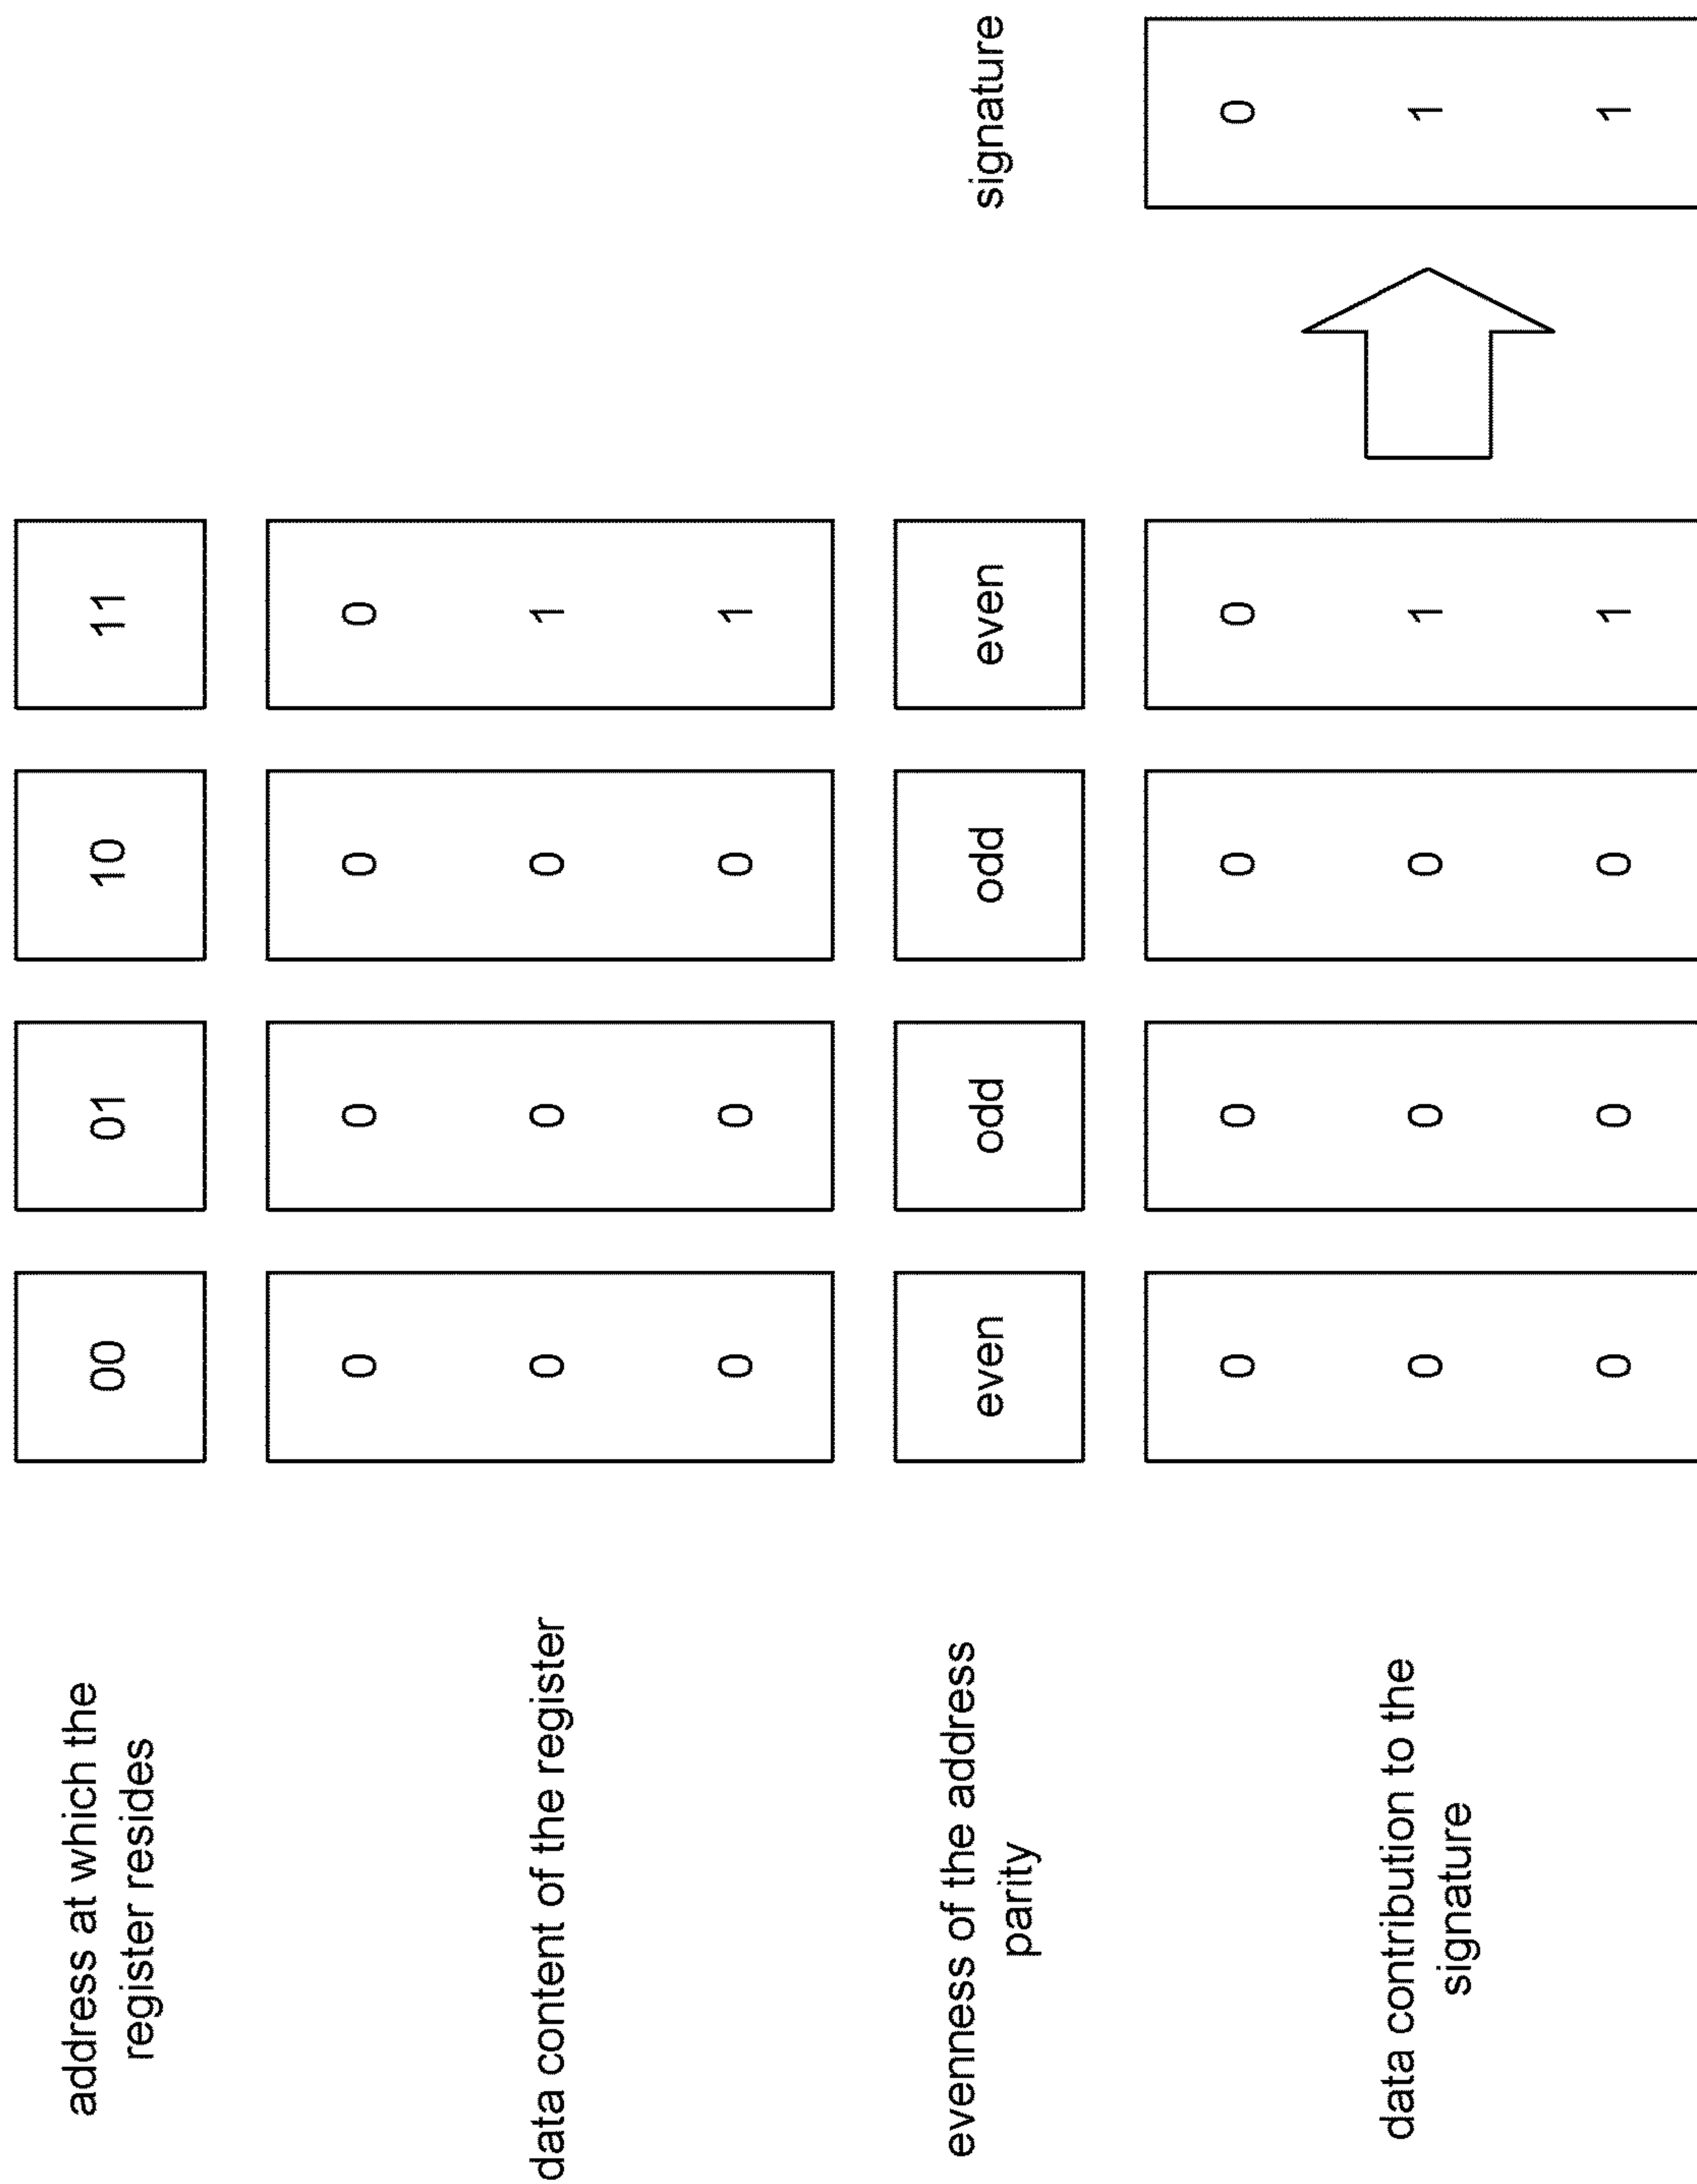 address at which the
register resides
00 01 10 11
data content of the register
0 0 0 0
0 0 0 1
0 0 0 1
evenness of the address
parity
even odd odd even
signature
data contribution to the
signature
0 0 0 0 0
0 0 0 1 1
0 0 0 1 1